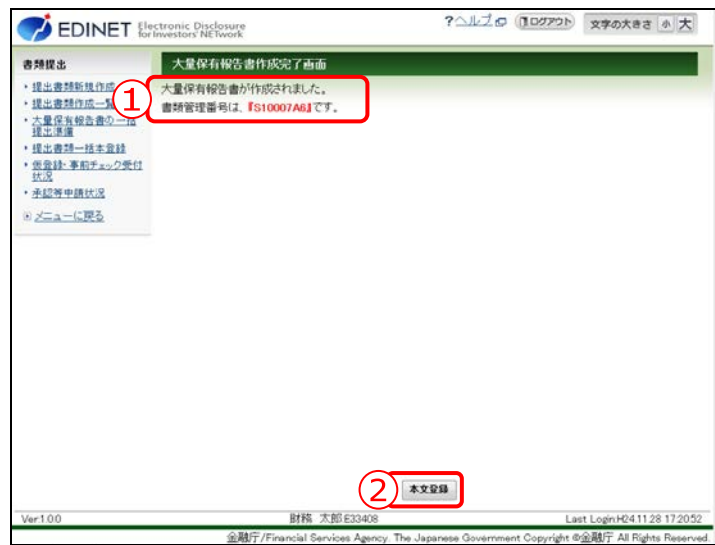 EDINET Electronic Disclosure for Investors' NETwork
?ヘルプ ログアウト 文字の大きさ 小 大
書類提出
・提出書類新規作成
・提出書類作成一覧
・大量保有報告書の一括
提出準備
・提出書類一括本登録
・仮登録・事前チェック受付
状況
・承認等申請状況
メニューに戻る
大量保有報告書作成完了画面
①
大量保有報告書が作成されました。
書類管理番号は、『S10007A6』です。
②
本文登録
Ver.1.00 財務 太郎 E33408 Last Login:H24.11.28 17:20:52
金融庁/Financial Services Agency. The Japanese Government Copyright ©金融庁 All Rights Reserved.